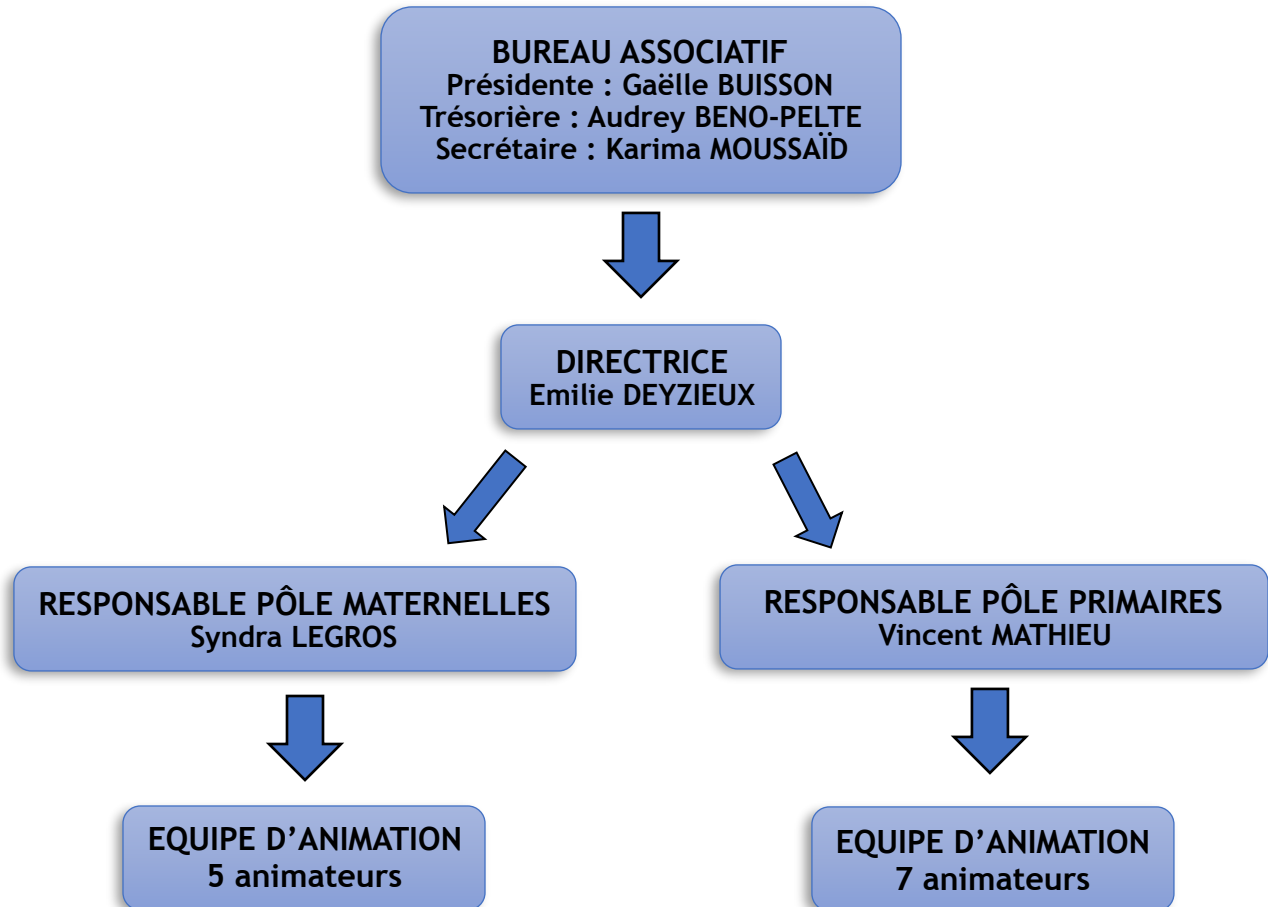 BUREAU ASSOCIATIF
Présidente : Gaëlle BUISSON
Trésorière : Audrey BENO-PELTE
Secrétaire : Karima MOUSSAÏD
DIRECTRICE
Emilie DEYZIEUX
RESPONSABLE PÔLE MATERNELLES
Syndra LEGROS
RESPONSABLE PÔLE PRIMAIRES
Vincent MATHIEU
EQUIPE D’ANIMATION
5 animateurs
EQUIPE D’ANIMATION
7 animateurs